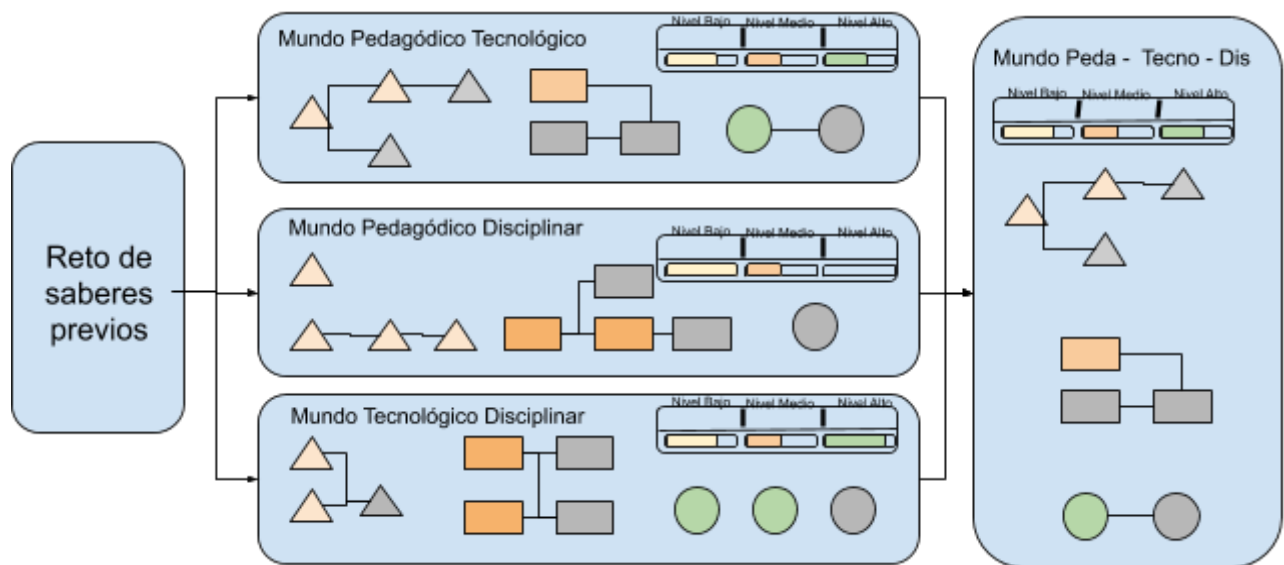 Reto de
saberes
previos
Mundo Pedagódico Tecnológico
Nivel Bajo Nivel Medio Nivel Alto
Mundo Pedagódico Disciplinar
Nivel Bajo Nivel Medio Nivel Alto
Mundo Tecnológico Disciplinar
Nivel Bajo Nivel Medio Nivel Alto
Mundo Peda - Tecno - Dis
Nivel Bajo Nivel Medio Nivel Alto